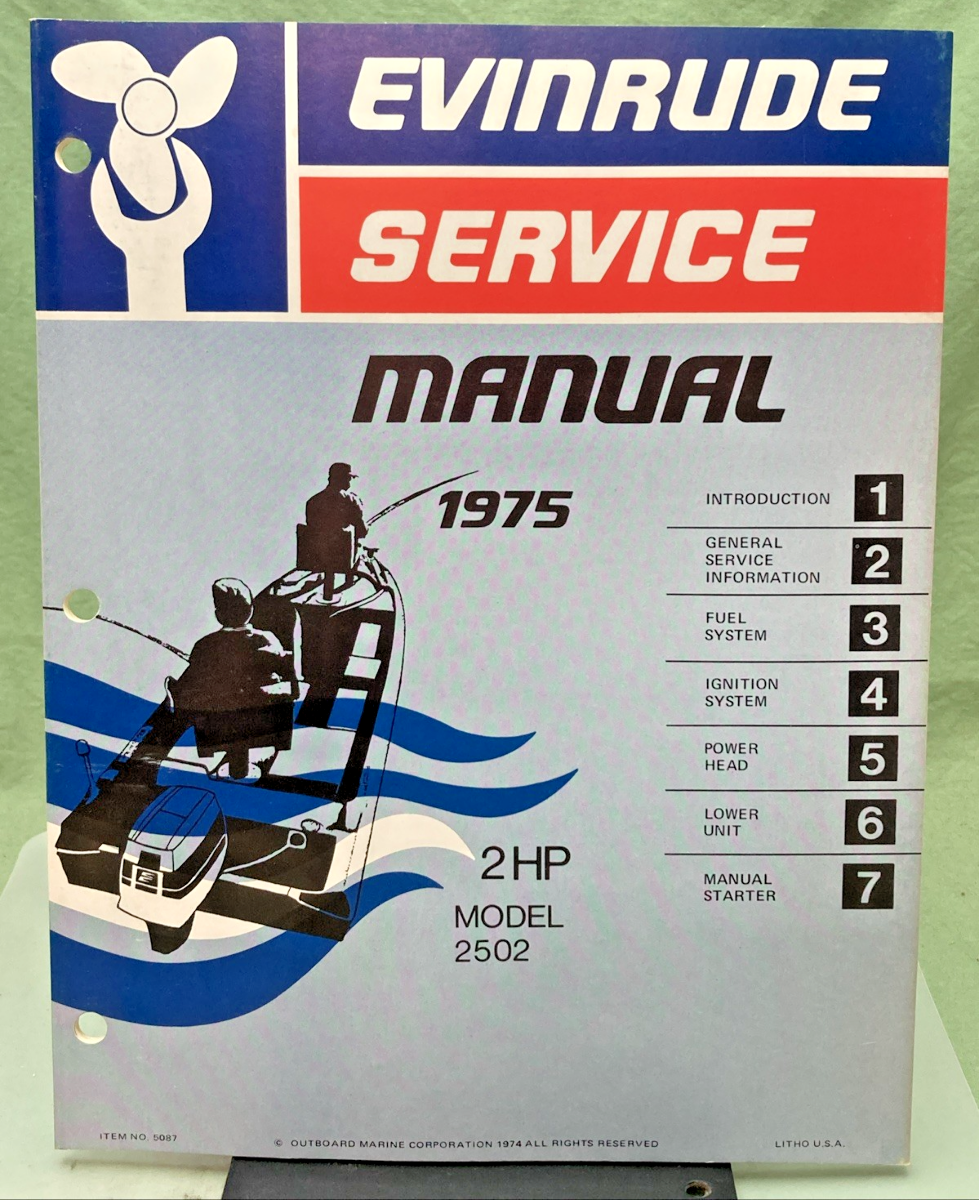 EVINRUDE
SERVICE
MANUAL
1975
INTRODUCTION 1
GENERAL
SERVICE
INFORMATION 2
FUEL
SYSTEM 3
IGNITION
SYSTEM 4
POWER
HEAD 5
LOWER
UNIT 6
MANUAL
STARTER 7
2 HP
MODEL
2502
ITEM NO. 5087
© OUTBOARD MARINE CORPORATION 1974 ALL RIGHTS RESERVED
LITHO U.S.A.